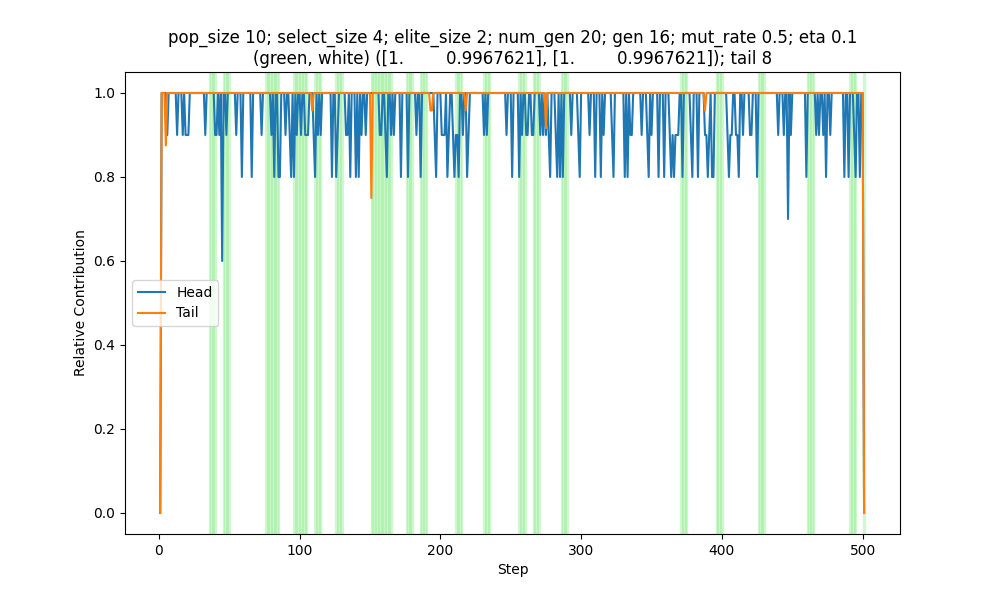 pop_size 10; select_size 4; elite_size 2; num_gen 20; gen 16; mut_rate 0.5; eta 0.1
(green, white) ([1.         0.9967621], [1.         0.9967621]); tail 8
1.0
0.8
0.6
0.4
0.2
0.0
Relative Contribution
Head
Tail
0 100 200 300 400 500
Step